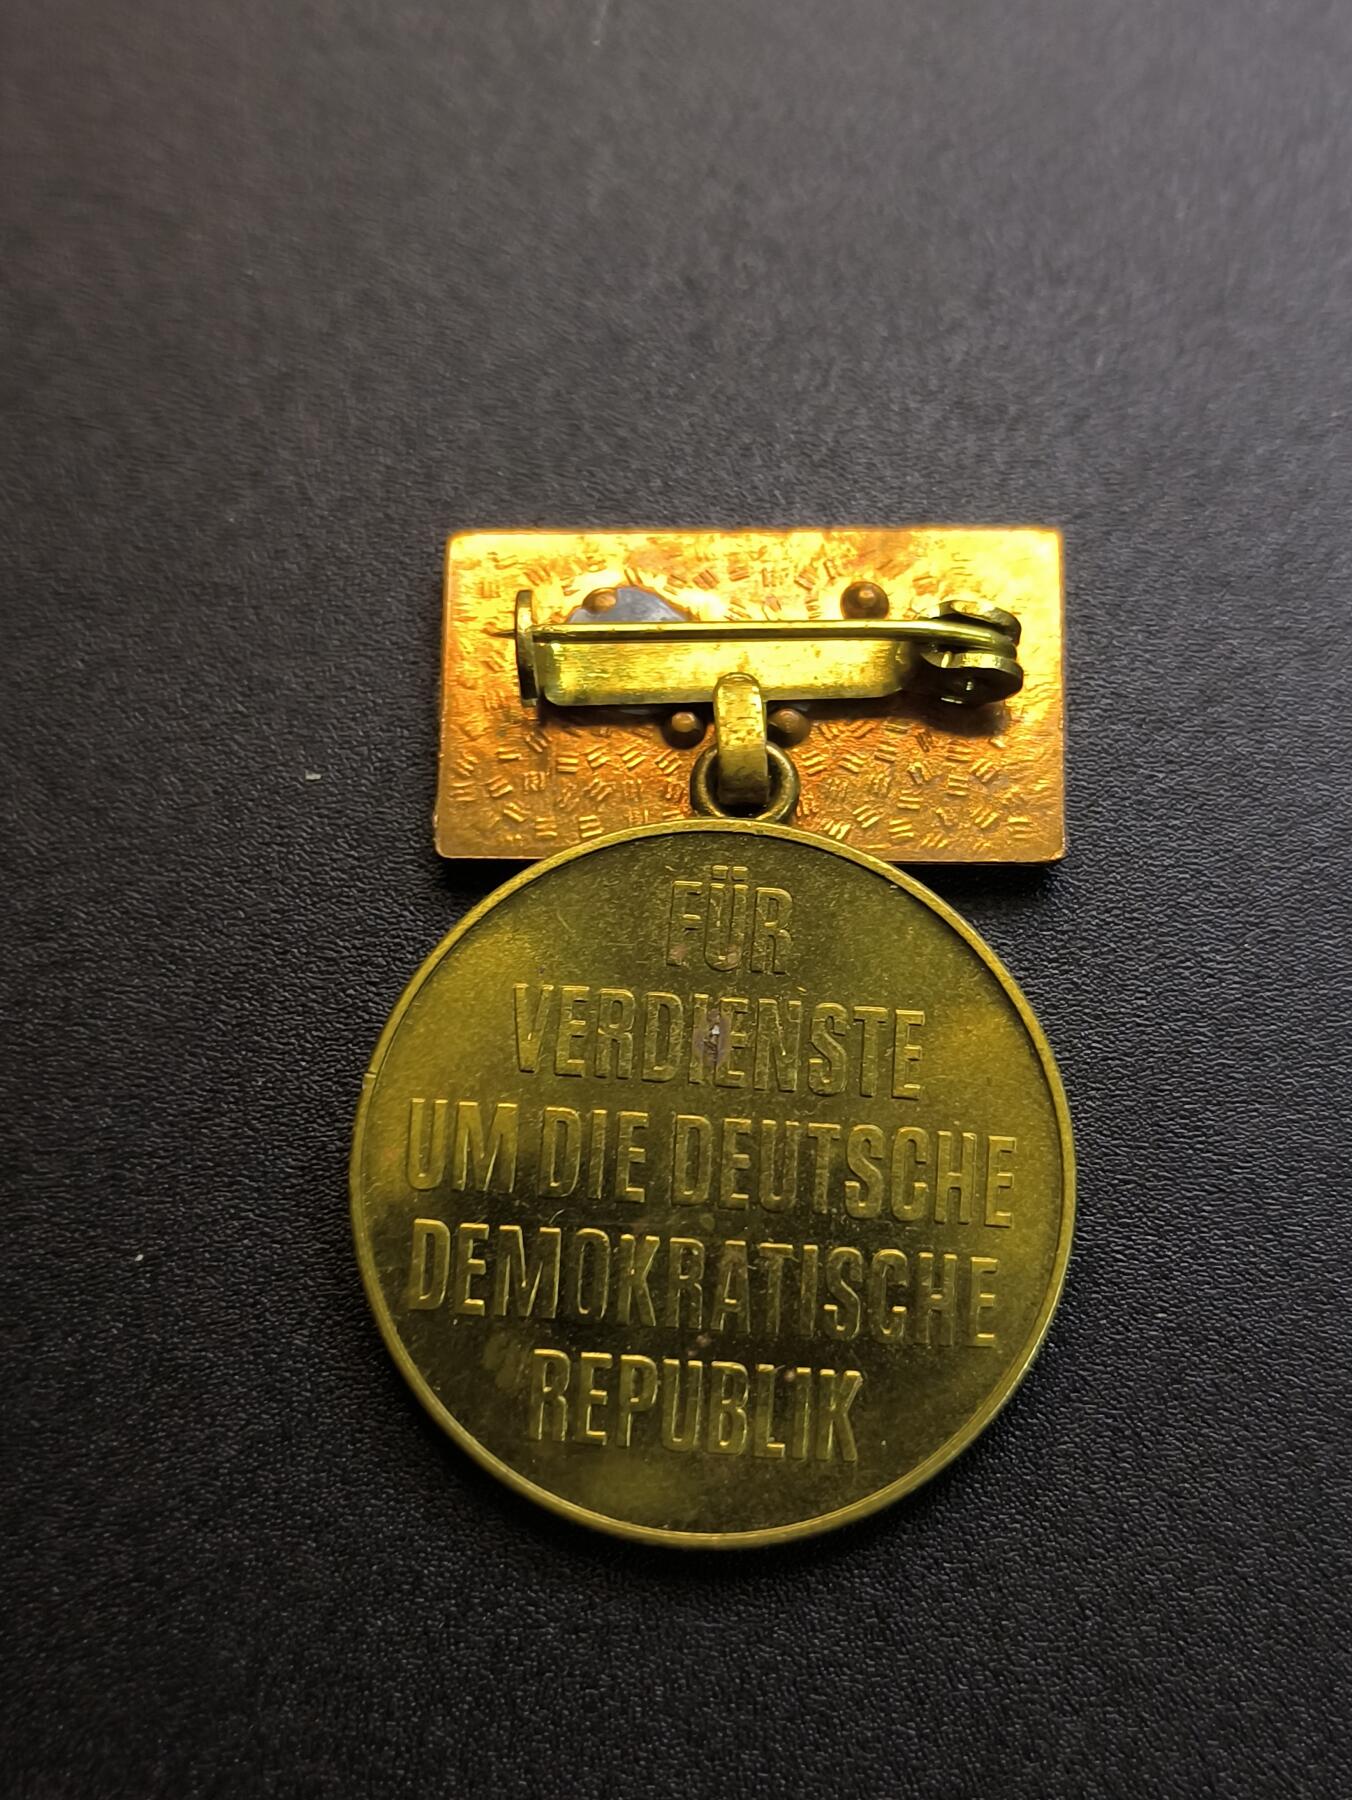 FÜR
VERDIENSTE
UM DIE DEUTSCHE
DEMOKRATISCHE
REPUBLIK